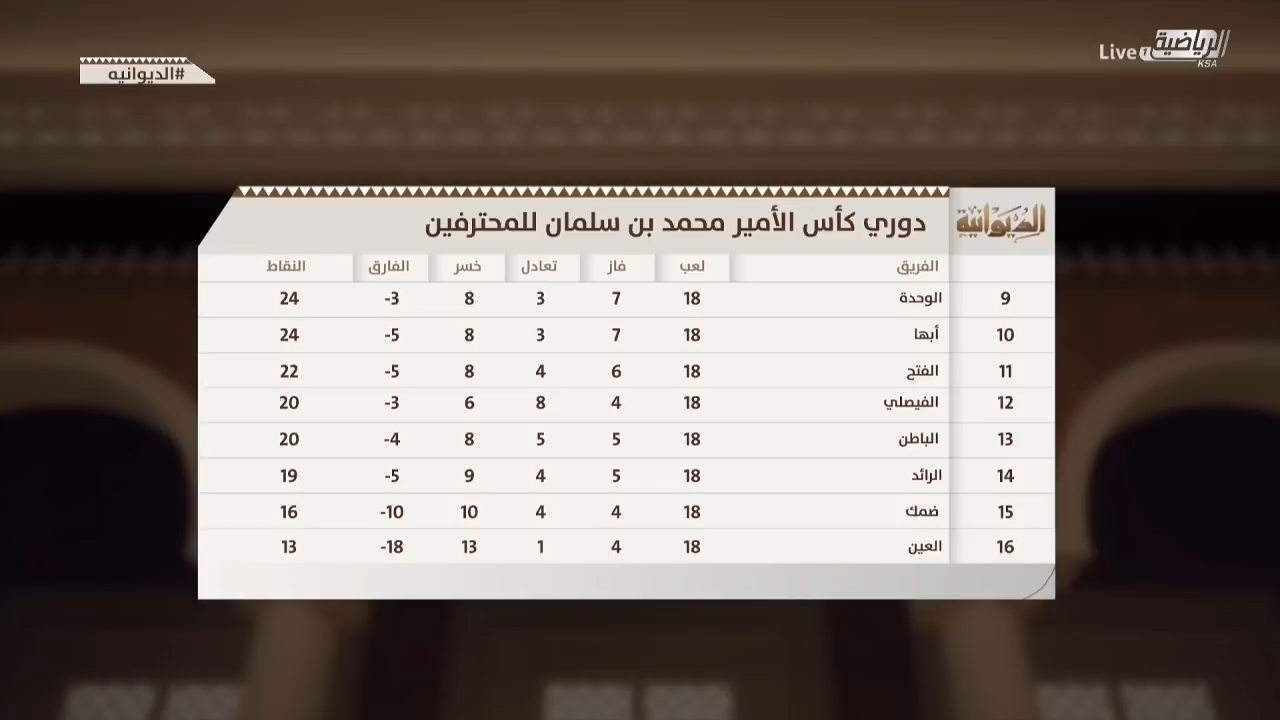 الرياضية Live
KSA
#الديوانيه
الديوانية دوري كأس الأمير محمد بن سلمان للمحترفين
الفريق لعب فاز تعادل خسر الفارق النقاط
9 الوحدة 18 7 3 8 -3 24
10 أبها 18 7 3 8 -5 24
11 الفتح 18 6 4 8 -5 22
12 الفيصلي 18 4 8 6 -3 20
13 الباطن 18 5 5 8 -4 20
14 الرائد 18 5 4 9 -5 19
15 ضمك 18 4 4 10 -10 16
16 العين 18 4 1 13 -18 13